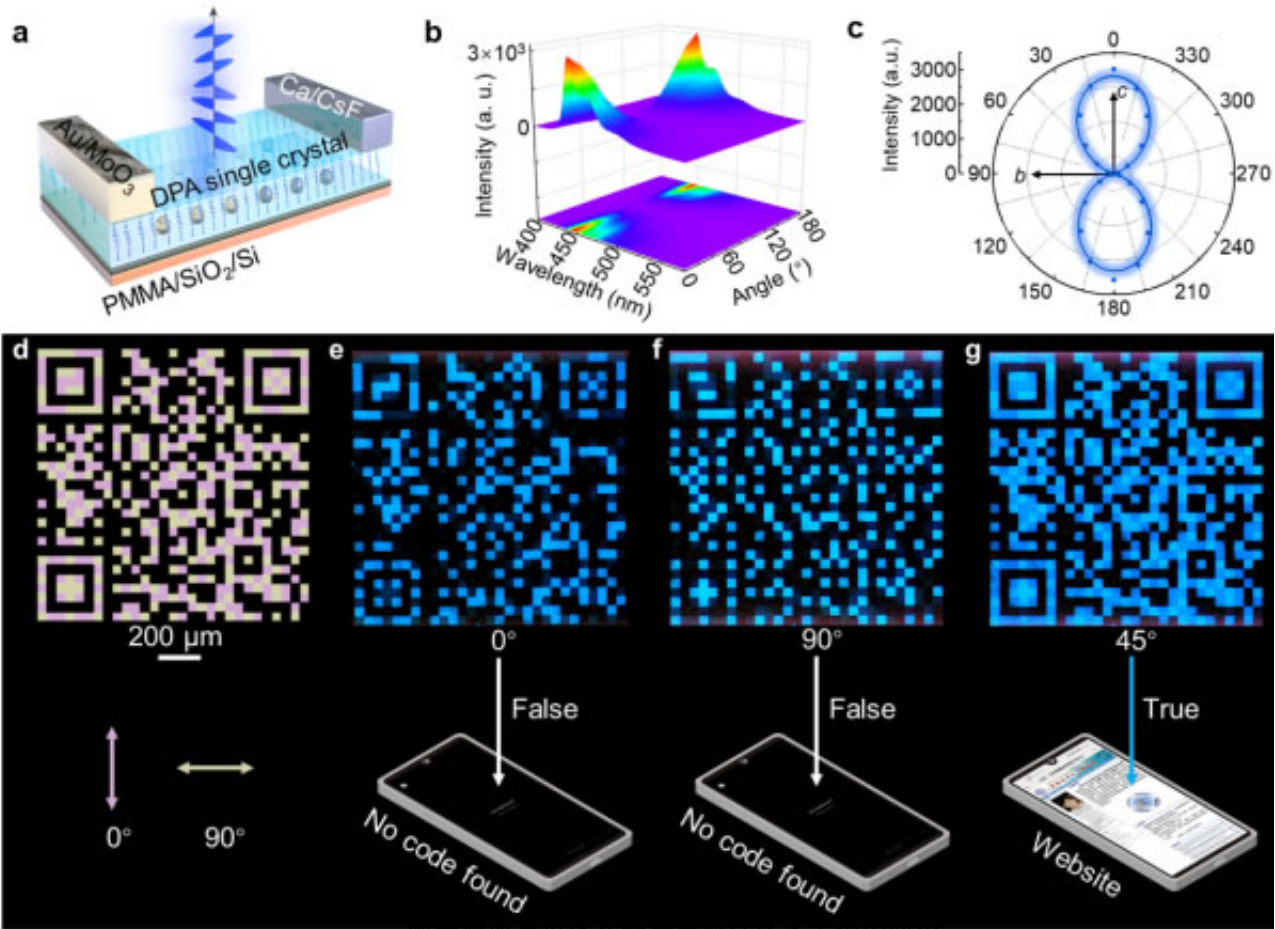 a
Au/MoO₃
Ca/CsF
DPA single crystal
PMMA/SiO₂/Si
b
3×10³
0
Intensity (a. u.)
400
450
500
550
Wavelength (nm)
0
60
120
180
Angle (°)
c
Intensity (a.u.)
3000
2000
1000
0
0
30
60
90
120
150
180
210
240
270
300
330
c
b
d
200 μm
0°
90°
e
0°
False
No code found
f
90°
False
No code found
g
45°
True
Website